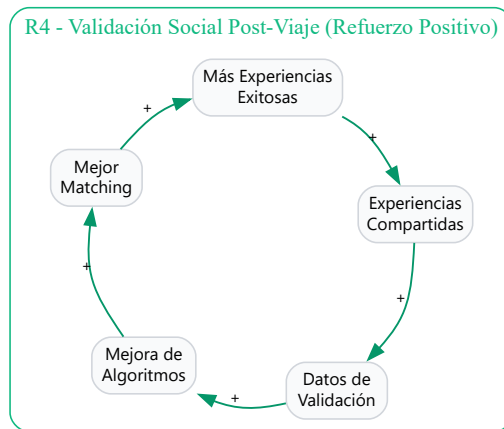 R4 - Validación Social Post-Viaje (Refuerzo Positivo)
Más Experiencias
Exitosas
+
+
Mejor
Matching
Experiencias
Compartidas
+
+
Mejora de
Algoritmos
Datos de
Validación
+